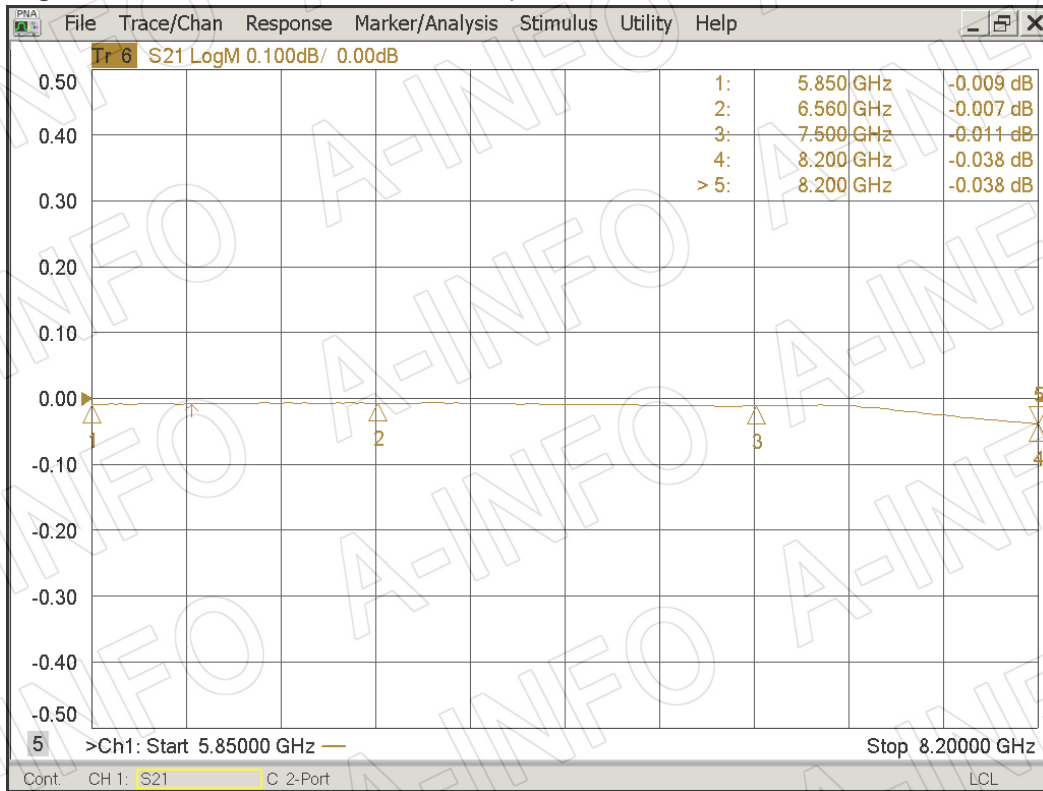 PNA File Trace/Chan Response Marker/Analysis Stimulus Utility Help
Tr 6 S21 LogM 0.100dB/ 0.00dB
0.50
1: 5.850 GHz -0.009 dB
2: 6.560 GHz -0.007 dB
0.40
3: 7.500 GHz -0.011 dB
4: 8.200 GHz -0.038 dB
> 5: 8.200 GHz -0.038 dB
0.30
0.20
0.10
0.00
5
1
2
3
4
-0.10
-0.20
-0.30
-0.40
-0.50
5 >Ch1: Start 5.85000 GHz — Stop 8.20000 GHz
Cont. CH 1: S21 C 2-Port LCL
A-INFO